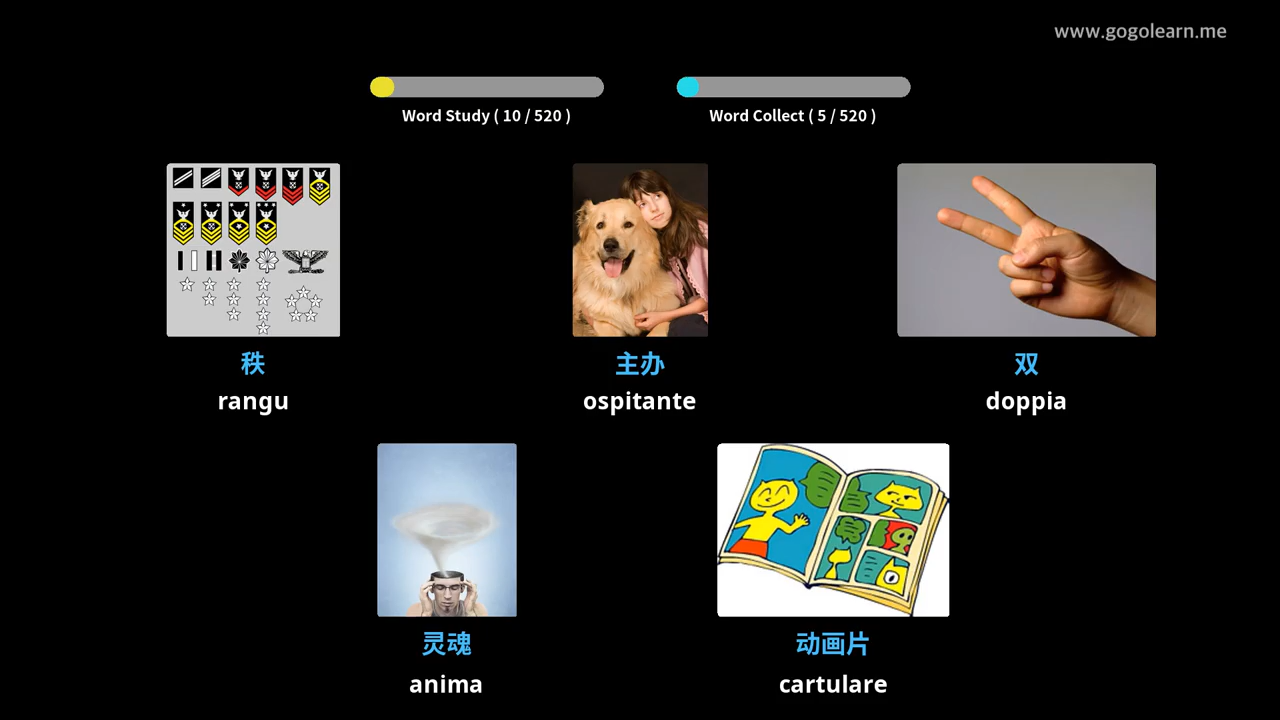 www.gogolearn.me
Word Study ( 10 / 520 )
Word Collect ( 5 / 520 )
秩
主办
双
rangu
ospitante
doppia
灵魂
动画片
anima
cartulare